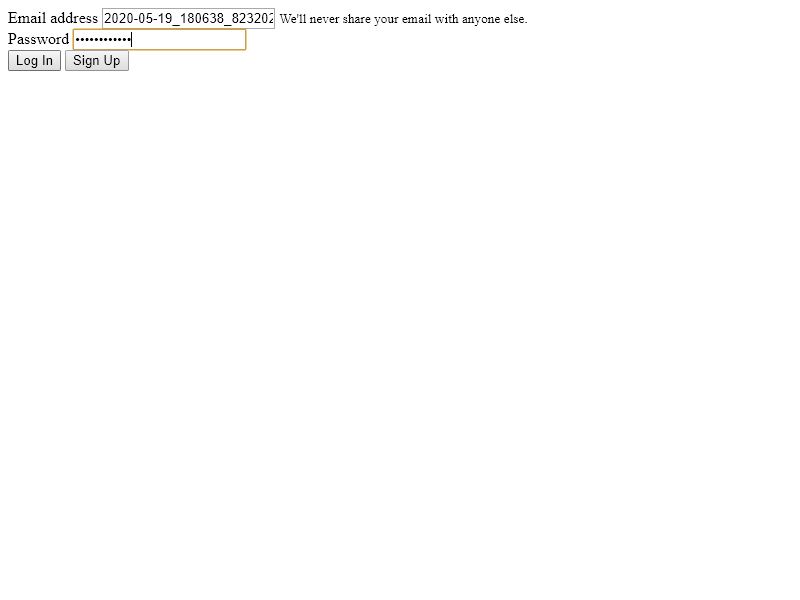 Email address 2020-05-19_180638_823202 We'll never share your email with anyone else.
Password ••••••••••••
Log In Sign Up